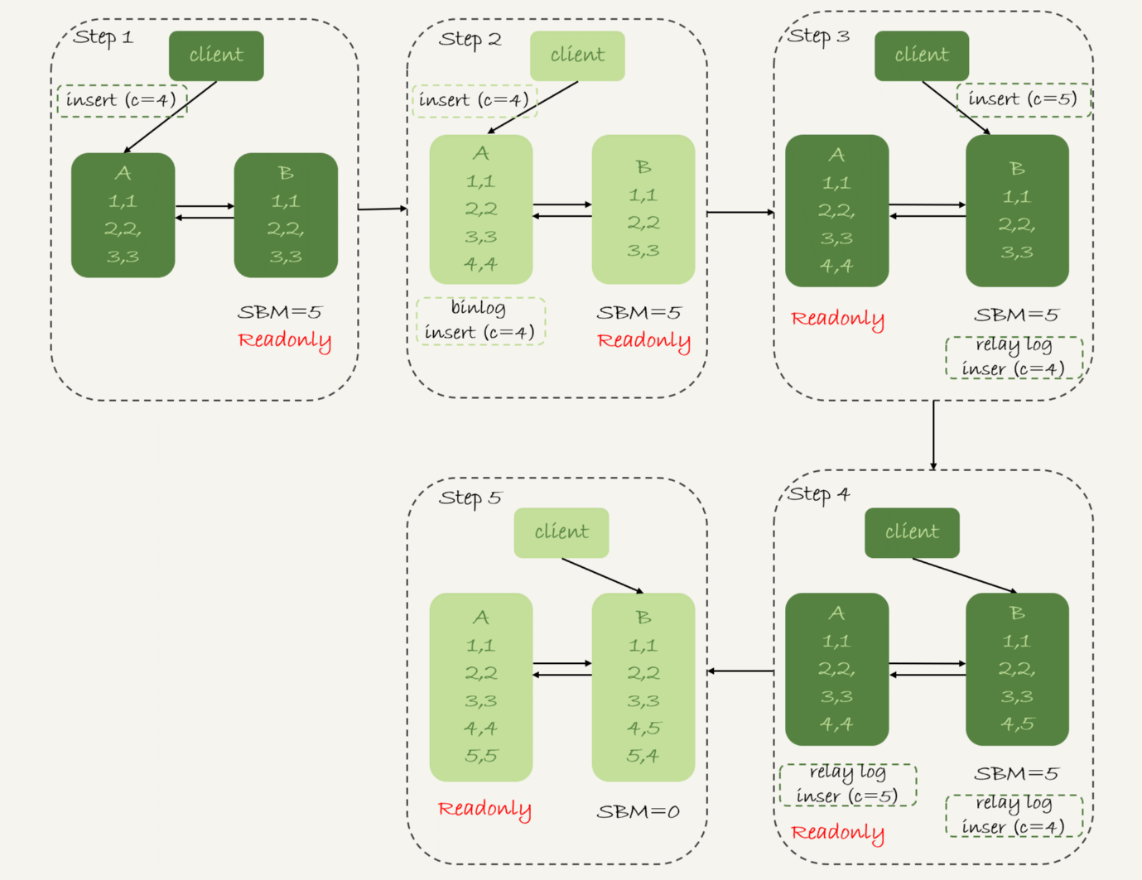 Step 1
client
insert (c=4)
A
1,1
2,2,
3,3
B
1,1
2,2,
3,3
SBM=5
Readonly
Step 2
client
insert (c=4)
A
1,1
2,2
3,3
4,4
binlog
insert (c=4)
B
1,1
2,2
3,3
SBM=5
Readonly
Step 3
client
insert (c=5)
A
1,1
2,2,
3,3
4,4
Readonly
B
1,1
2,2,
3,3
SBM=5
relay log
inser (c=4)
Step 4
client
A
1,1
2,2,
3,3
4,4
relay log
inser (c=5)
Readonly
B
1,1
2,2,
3,3
4,5
SBM=5
relay log
inser (c=4)
Step 5
client
A
1,1
2,2
3,3
4,4
5,5
Readonly
B
1,1
2,2
3,3
4,5
5,4
SBM=0